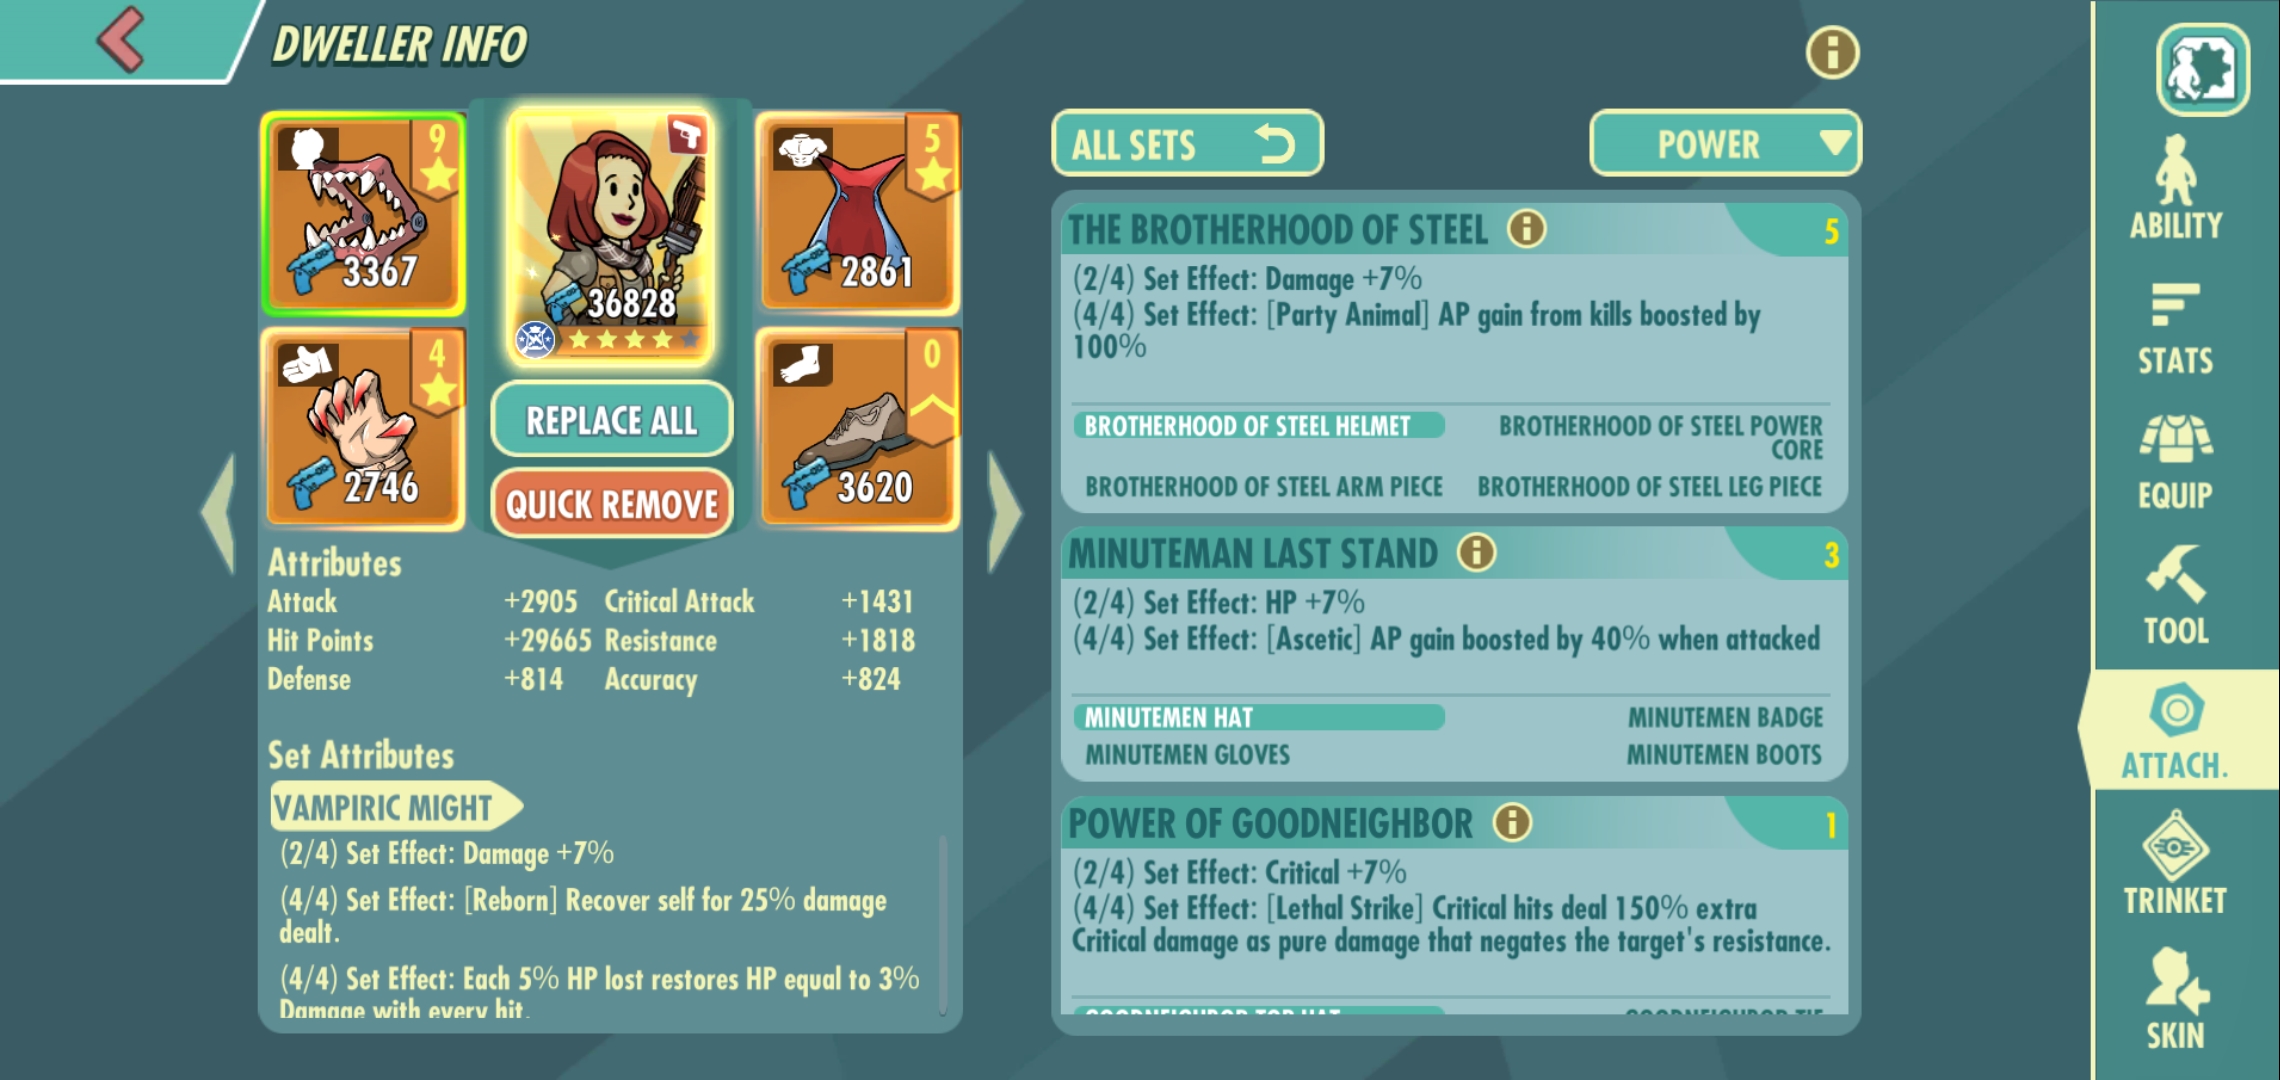 DWELLER INFO
9
3367
36828
5
2861
4
2746
0
3620
REPLACE ALL
QUICK REMOVE
Attributes
Attack +2905 Critical Attack +1431
Hit Points +29665 Resistance +1818
Defense +814 Accuracy +824
Set Attributes
VAMPIRIC MIGHT
(2/4) Set Effect: Damage +7%
(4/4) Set Effect: [Reborn] Recover self for 25% damage
dealt.
(4/4) Set Effect: Each 5% HP lost restores HP equal to 3%
Damage with every hit.
ALL SETS
POWER
THE BROTHERHOOD OF STEEL
5
(2/4) Set Effect: Damage +7%
(4/4) Set Effect: [Party Animal] AP gain from kills boosted by
100%
BROTHERHOOD OF STEEL HELMET
BROTHERHOOD OF STEEL POWER
CORE
BROTHERHOOD OF STEEL ARM PIECE
BROTHERHOOD OF STEEL LEG PIECE
MINUTEMAN LAST STAND
3
(2/4) Set Effect: HP +7%
(4/4) Set Effect: [Ascetic] AP gain boosted by 40% when attacked
MINUTEMEN HAT
MINUTEMEN BADGE
MINUTEMEN GLOVES
MINUTEMEN BOOTS
POWER OF GOODNEIGHBOR
1
(2/4) Set Effect: Critical +7%
(4/4) Set Effect: [Lethal Strike] Critical hits deal 150% extra
Critical damage as pure damage that negates the target's resistance.
GOODNEIGHBOR TOP HAT
GOODNEIGHBOR TIE
ABILITY
STATS
EQUIP
TOOL
ATTACH.
TRINKET
SKIN